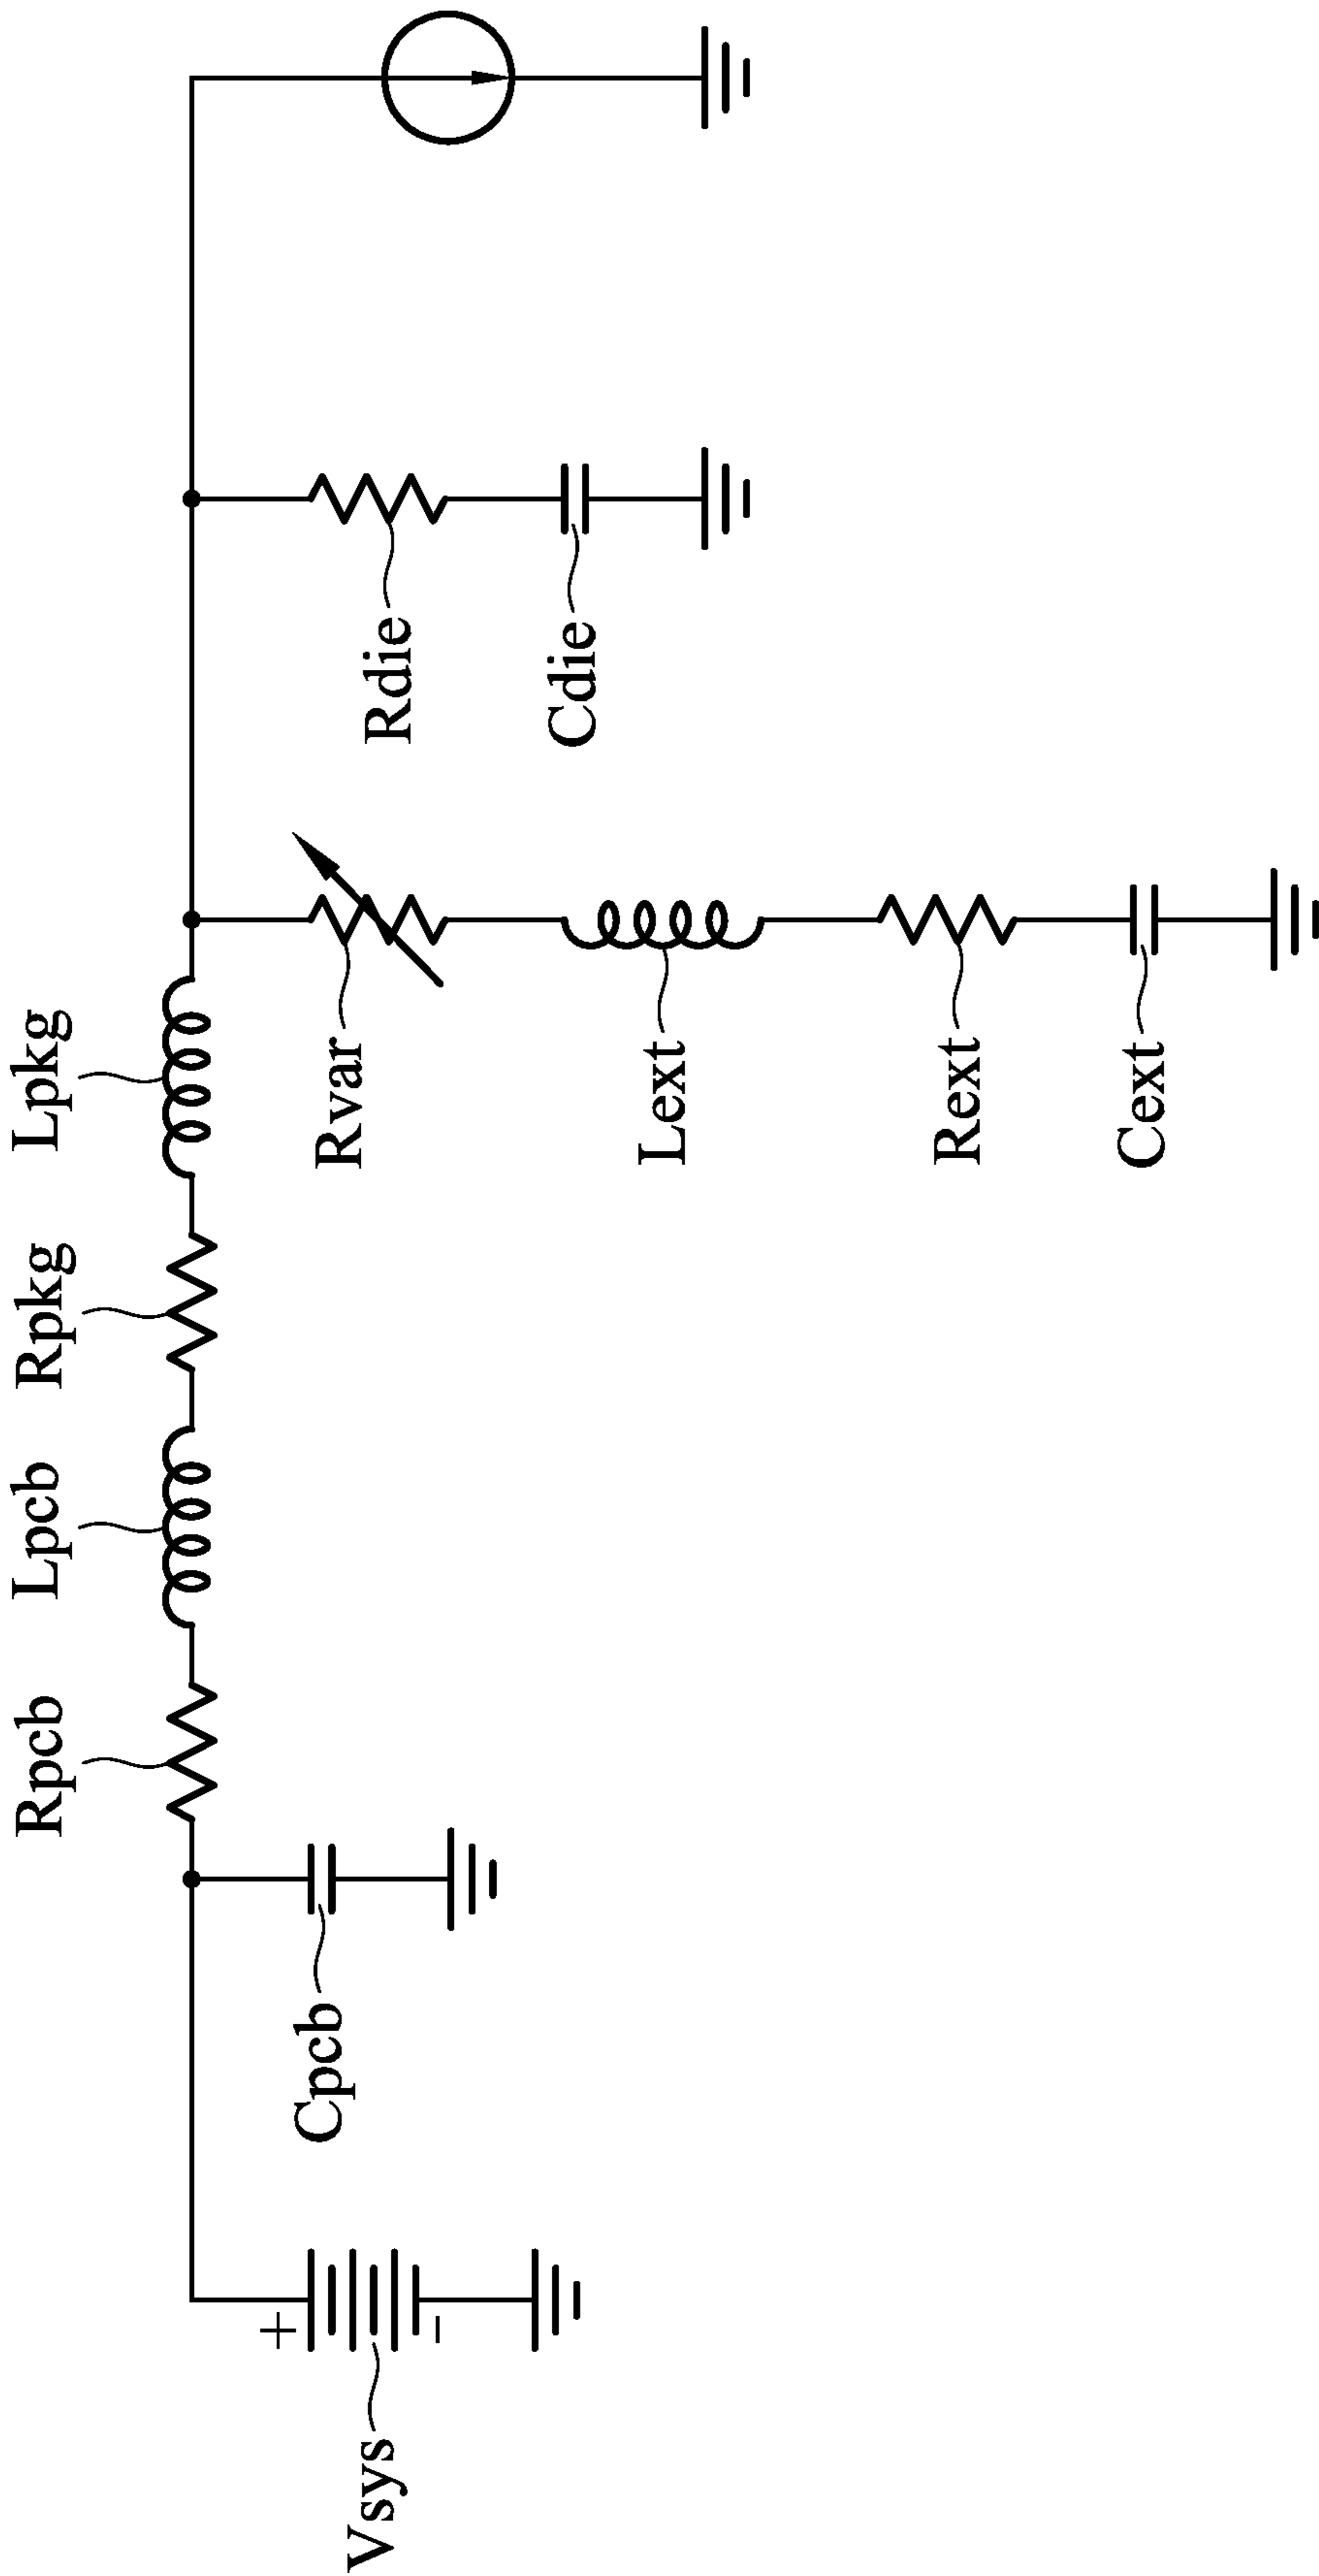 Rpcb
Lpcb
Rpkg
Lpkg
Vsys
+
−
Cpcb
Rvar
Lext
Rext
Cext
Rdie
Cdie